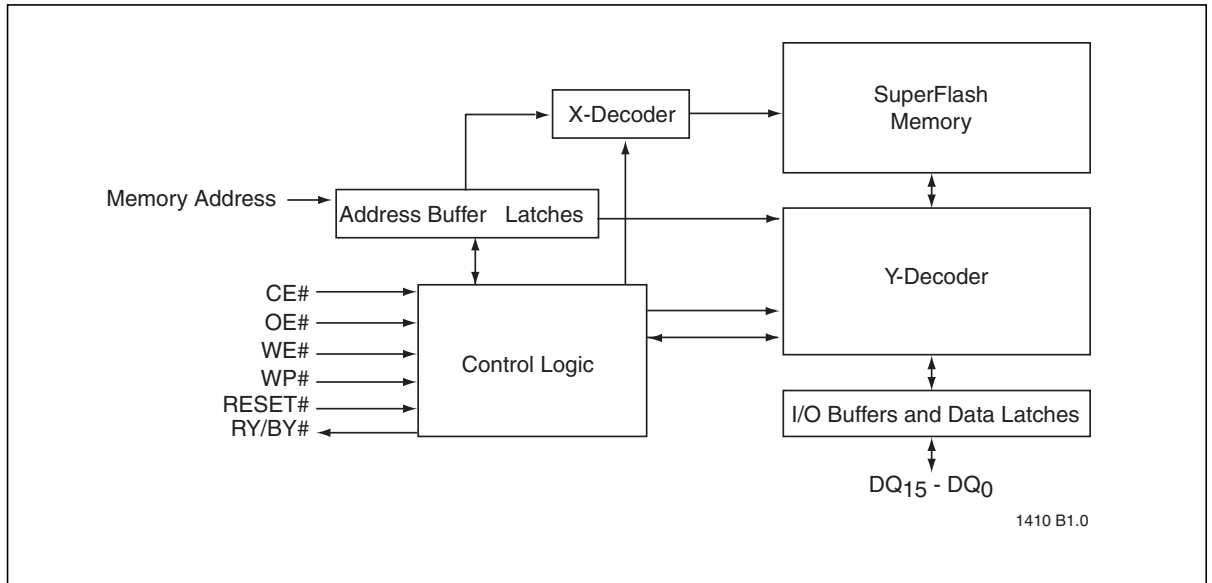 SuperFlash
Memory
X-Decoder
Memory Address
Address Buffer Latches
Y-Decoder
CE#
OE#
WE#
WP#
RESET#
RY/BY#
Control Logic
I/O Buffers and Data Latches
DQ15 - DQ0
1410 B1.0